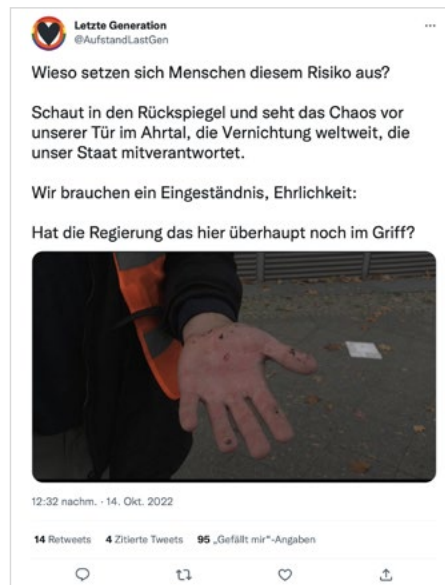 Letzte Generation
@AufstandLastGen
Wieso setzen sich Menschen diesem Risiko aus?
Schaut in den Rückspiegel und seht das Chaos vor
unserer Tür im Ahrtal, die Vernichtung weltweit, die
unser Staat mitverantwortet.
Wir brauchen ein Eingeständnis, Ehrlichkeit:
Hat die Regierung das hier überhaupt noch im Griff?
12:32 nachm. · 14. Okt. 2022
14 Retweets 4 Zitierte Tweets 95 „Gefällt mir“-Angaben